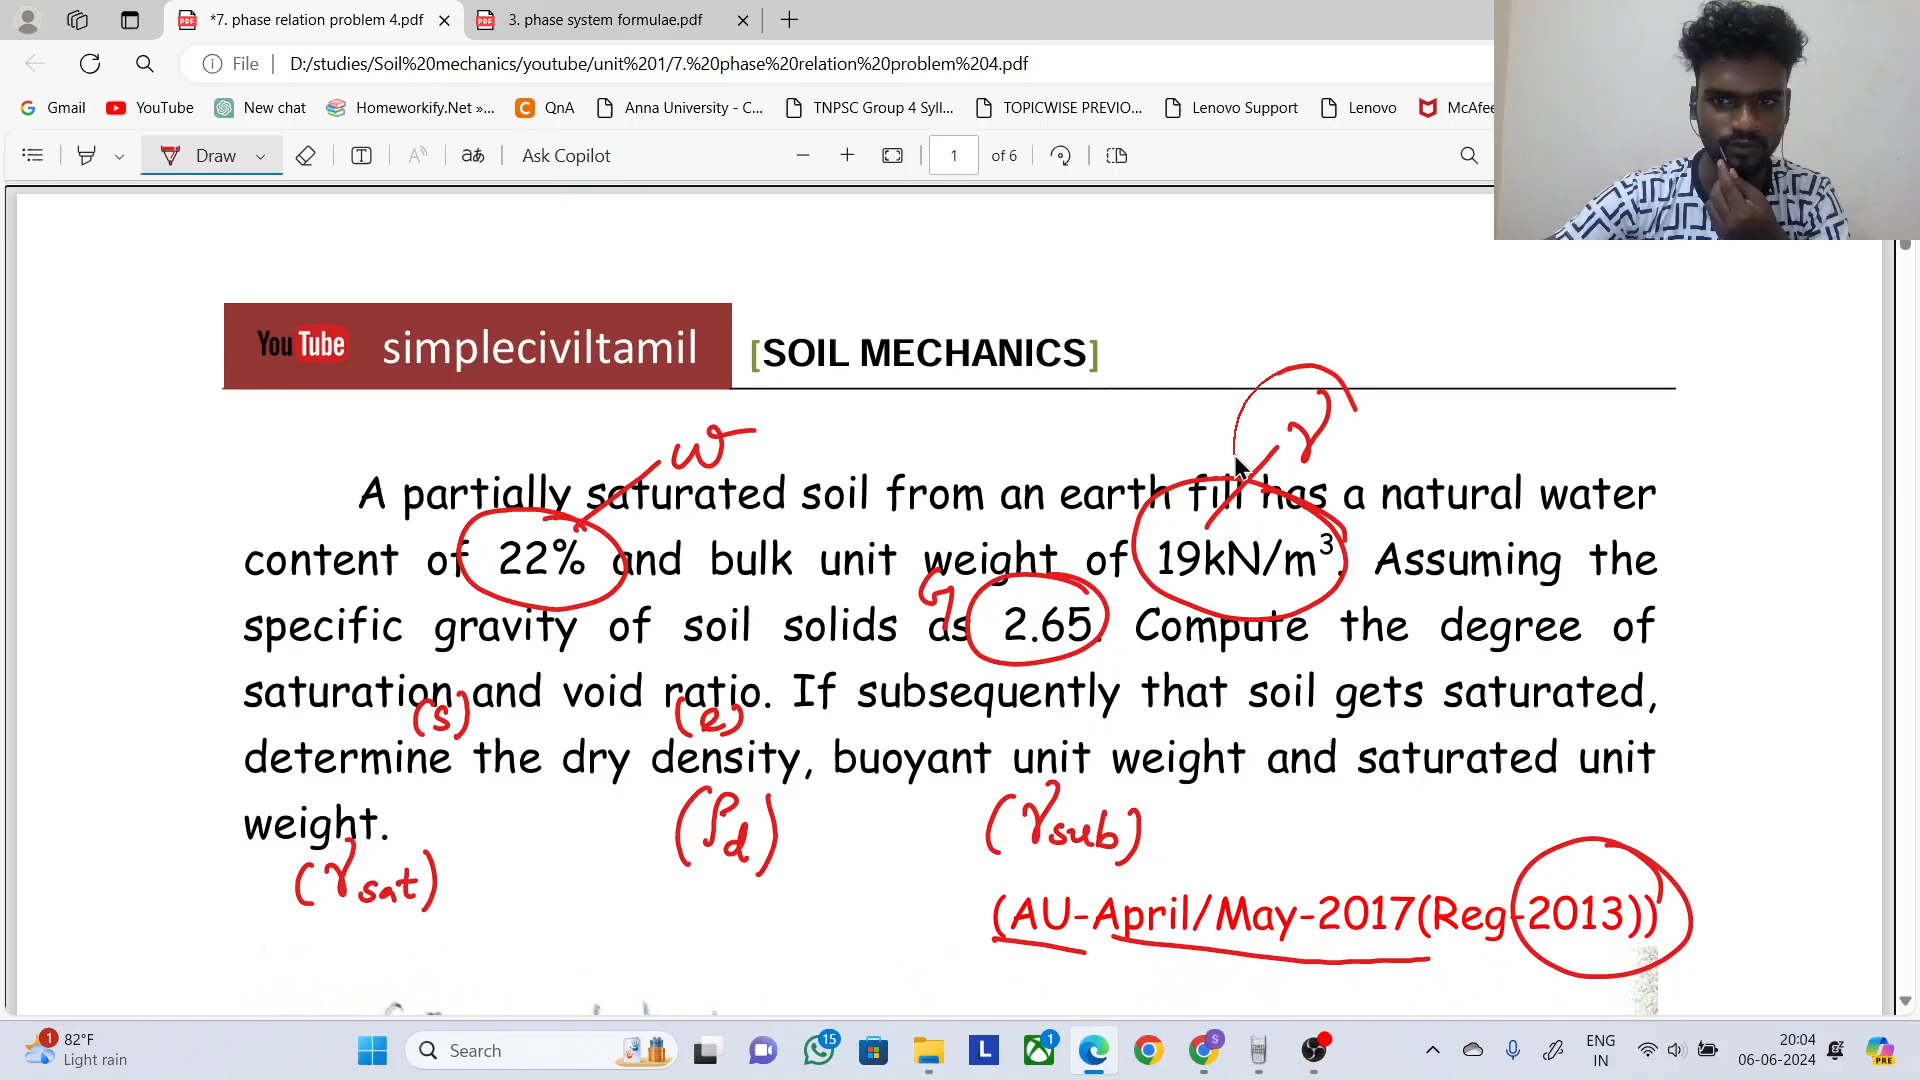 *7. phase relation problem 4.pdf
3. phase system formulae.pdf
File
D:/studies/Soil%20mechanics/youtube/unit%201/7.%20phase%20relation%20problem%204.pdf
Gmail YouTube New chat Homeworkify.Net »... QnA Anna University - C... TNPSC Group 4 Syll... TOPICWISE PREVIO... Lenovo Support Lenovo McAfee
Draw Ask Copilot 1 of 6
You Tube simpleciviltamil [SOIL MECHANICS]
w γ
A partially saturated soil from an earth fill has a natural water
content of 22% and bulk unit weight of 19kN/m³. Assuming the
G
specific gravity of soil solids as 2.65. Compute the degree of
saturation and void ratio. If subsequently that soil gets saturated,
(s) (e)
determine the dry density, buoyant unit weight and saturated unit
(ρd) (γsub)
weight.
(γsat)
(AU-April/May-2017(Reg-2013))
1 82°F
Light rain
Search
15
L
1
S
ENG
IN
20:04
06-06-2024
PRE